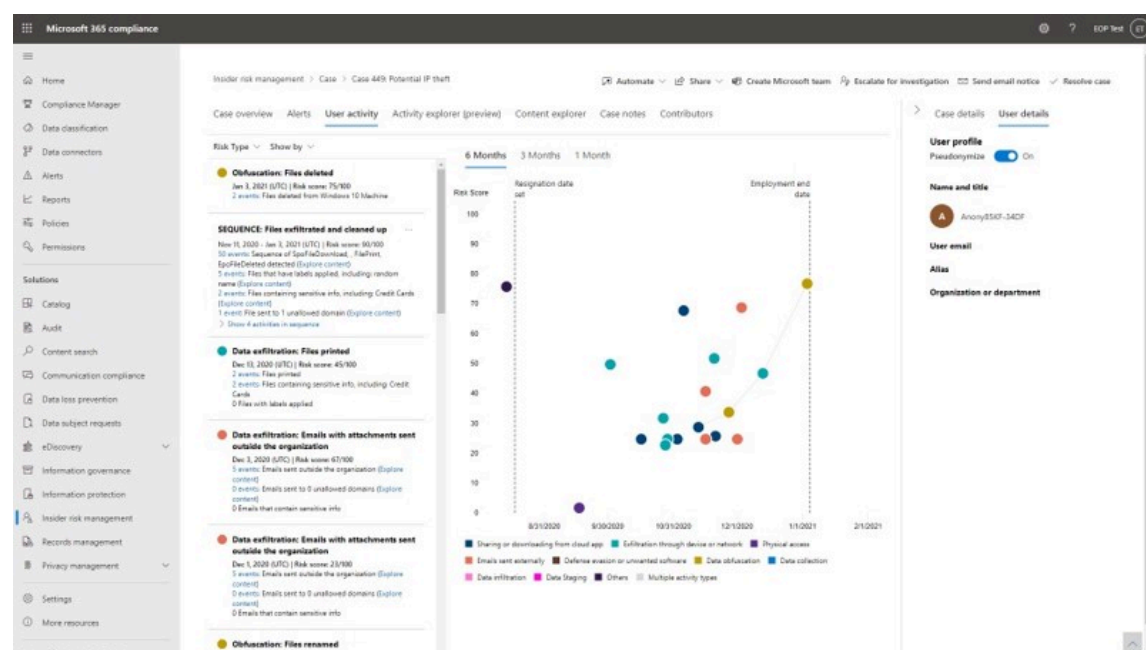 Microsoft 365 compliance
EOP Test
ET
Home
Compliance Manager
Data classification
Data connectors
Alerts
Reports
Policies
Permissions
Solutions
Catalog
Audit
Content search
Communication compliance
Data loss prevention
Data subject requests
eDiscovery
Information governance
Information protection
Insider risk management
Records management
Privacy management
Settings
More resources
Insider risk management > Case > Case 449: Potential IP theft
Automate Share Create Microsoft team Escalate for investigation Send email notice Resolve case
Case overview Alerts User activity Activity explorer (preview) Content explorer Case notes Contributors
Risk Type Show by
Obfuscation: Files deleted
Jan 3, 2021 (UTC) | Risk score: 75/100
2 events: Files deleted from Windows 10 Machine
SEQUENCE: Files exfiltrated and cleaned up ...
Nov 11, 2020 - Jan 3, 2021 (UTC) | Risk score: 90/100
50 events: Sequence of SpoFileDownload, , FilePrint,
EpoFileDeleted detected (Explore content)
5 events: Files that have labels applied, including: random
name (Explore content)
2 events: Files containing sensitive info, including: Credit Cards
(Explore content)
1 event: File sent to 1 unallowed domain (Explore content)
> Show 4 activities in sequence
Data exfiltration: Files printed
Dec 13, 2020 (UTC) | Risk score: 45/100
2 events: Files printed
2 events: Files containing sensitive info, including: Credit
Cards
0 Files with labels applied
Data exfiltration: Emails with attachments sent
outside the organization
Dec 3, 2020 (UTC) | Risk score: 67/100
5 events: Emails sent outside the organization (Explore
content)
0 events: Emails sent to 0 unallowed domains (Explore
content)
0 Emails that contain sensitive info
Data exfiltration: Emails with attachments sent
outside the organization
Dec 1, 2020 (UTC) | Risk score: 23/100
5 events: Emails sent outside the organization (Explore
content)
0 events: Emails sent to 0 unallowed domains (Explore
content)
0 Emails that contain sensitive info
Obfuscation: Files renamed
6 Months 3 Months 1 Month
Risk Score
Resignation date
set
Employment end
date
100
90
80
70
60
50
40
30
20
10
0
8/31/2020 9/30/2020 10/31/2020 12/1/2020 1/1/2021 2/1/2021
Sharing or downloading from cloud app Exfiltration through device or network Physical access
Emails sent externally Defense evasion or unwanted software Data obfuscation Data collection
Data infiltration Data Staging Others Multiple activity types
Case details User details
User profile
Pseudonymize On
Name and title
A
Anony85KF-34DF
User email
Alias
Organization or department